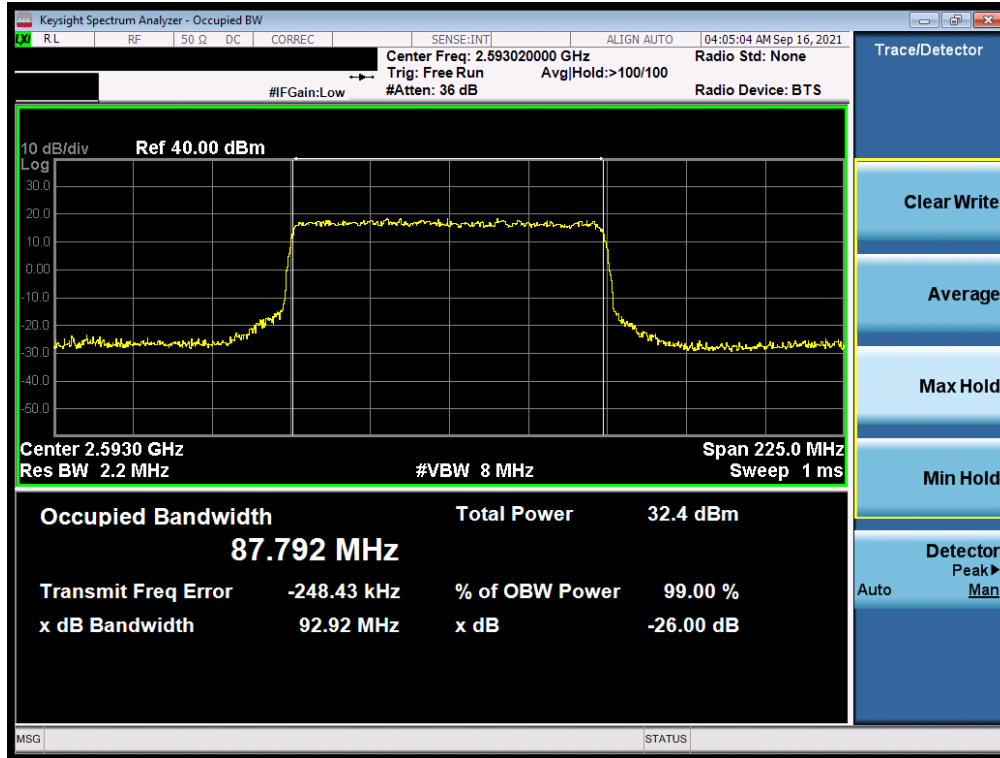 Keysight Spectrum Analyzer - Occupied BW
LXI RL RF 50 Ω DC CORREC SENSE:INT ALIGN AUTO 04:05:04 AM Sep 16, 2021
Center Freq: 2.593020000 GHz Radio Std: None
Trig: Free Run Avg|Hold:>100/100
#IFGain:Low #Atten: 36 dB Radio Device: BTS
Trace/Detector
10 dB/div Ref 40.00 dBm
Log
30.0
20.0
10.0
0.00
-10.0
-20.0
-30.0
-40.0
-50.0
Center 2.5930 GHz Span 225.0 MHz
Res BW 2.2 MHz #VBW 8 MHz Sweep 1 ms
Occupied Bandwidth Total Power 32.4 dBm
87.792 MHz
Transmit Freq Error -248.43 kHz % of OBW Power 99.00 %
x dB Bandwidth 92.92 MHz x dB -26.00 dB
Clear Write
Average
Max Hold
Min Hold
Detector
Peak▶
Auto Man
MSG STATUS